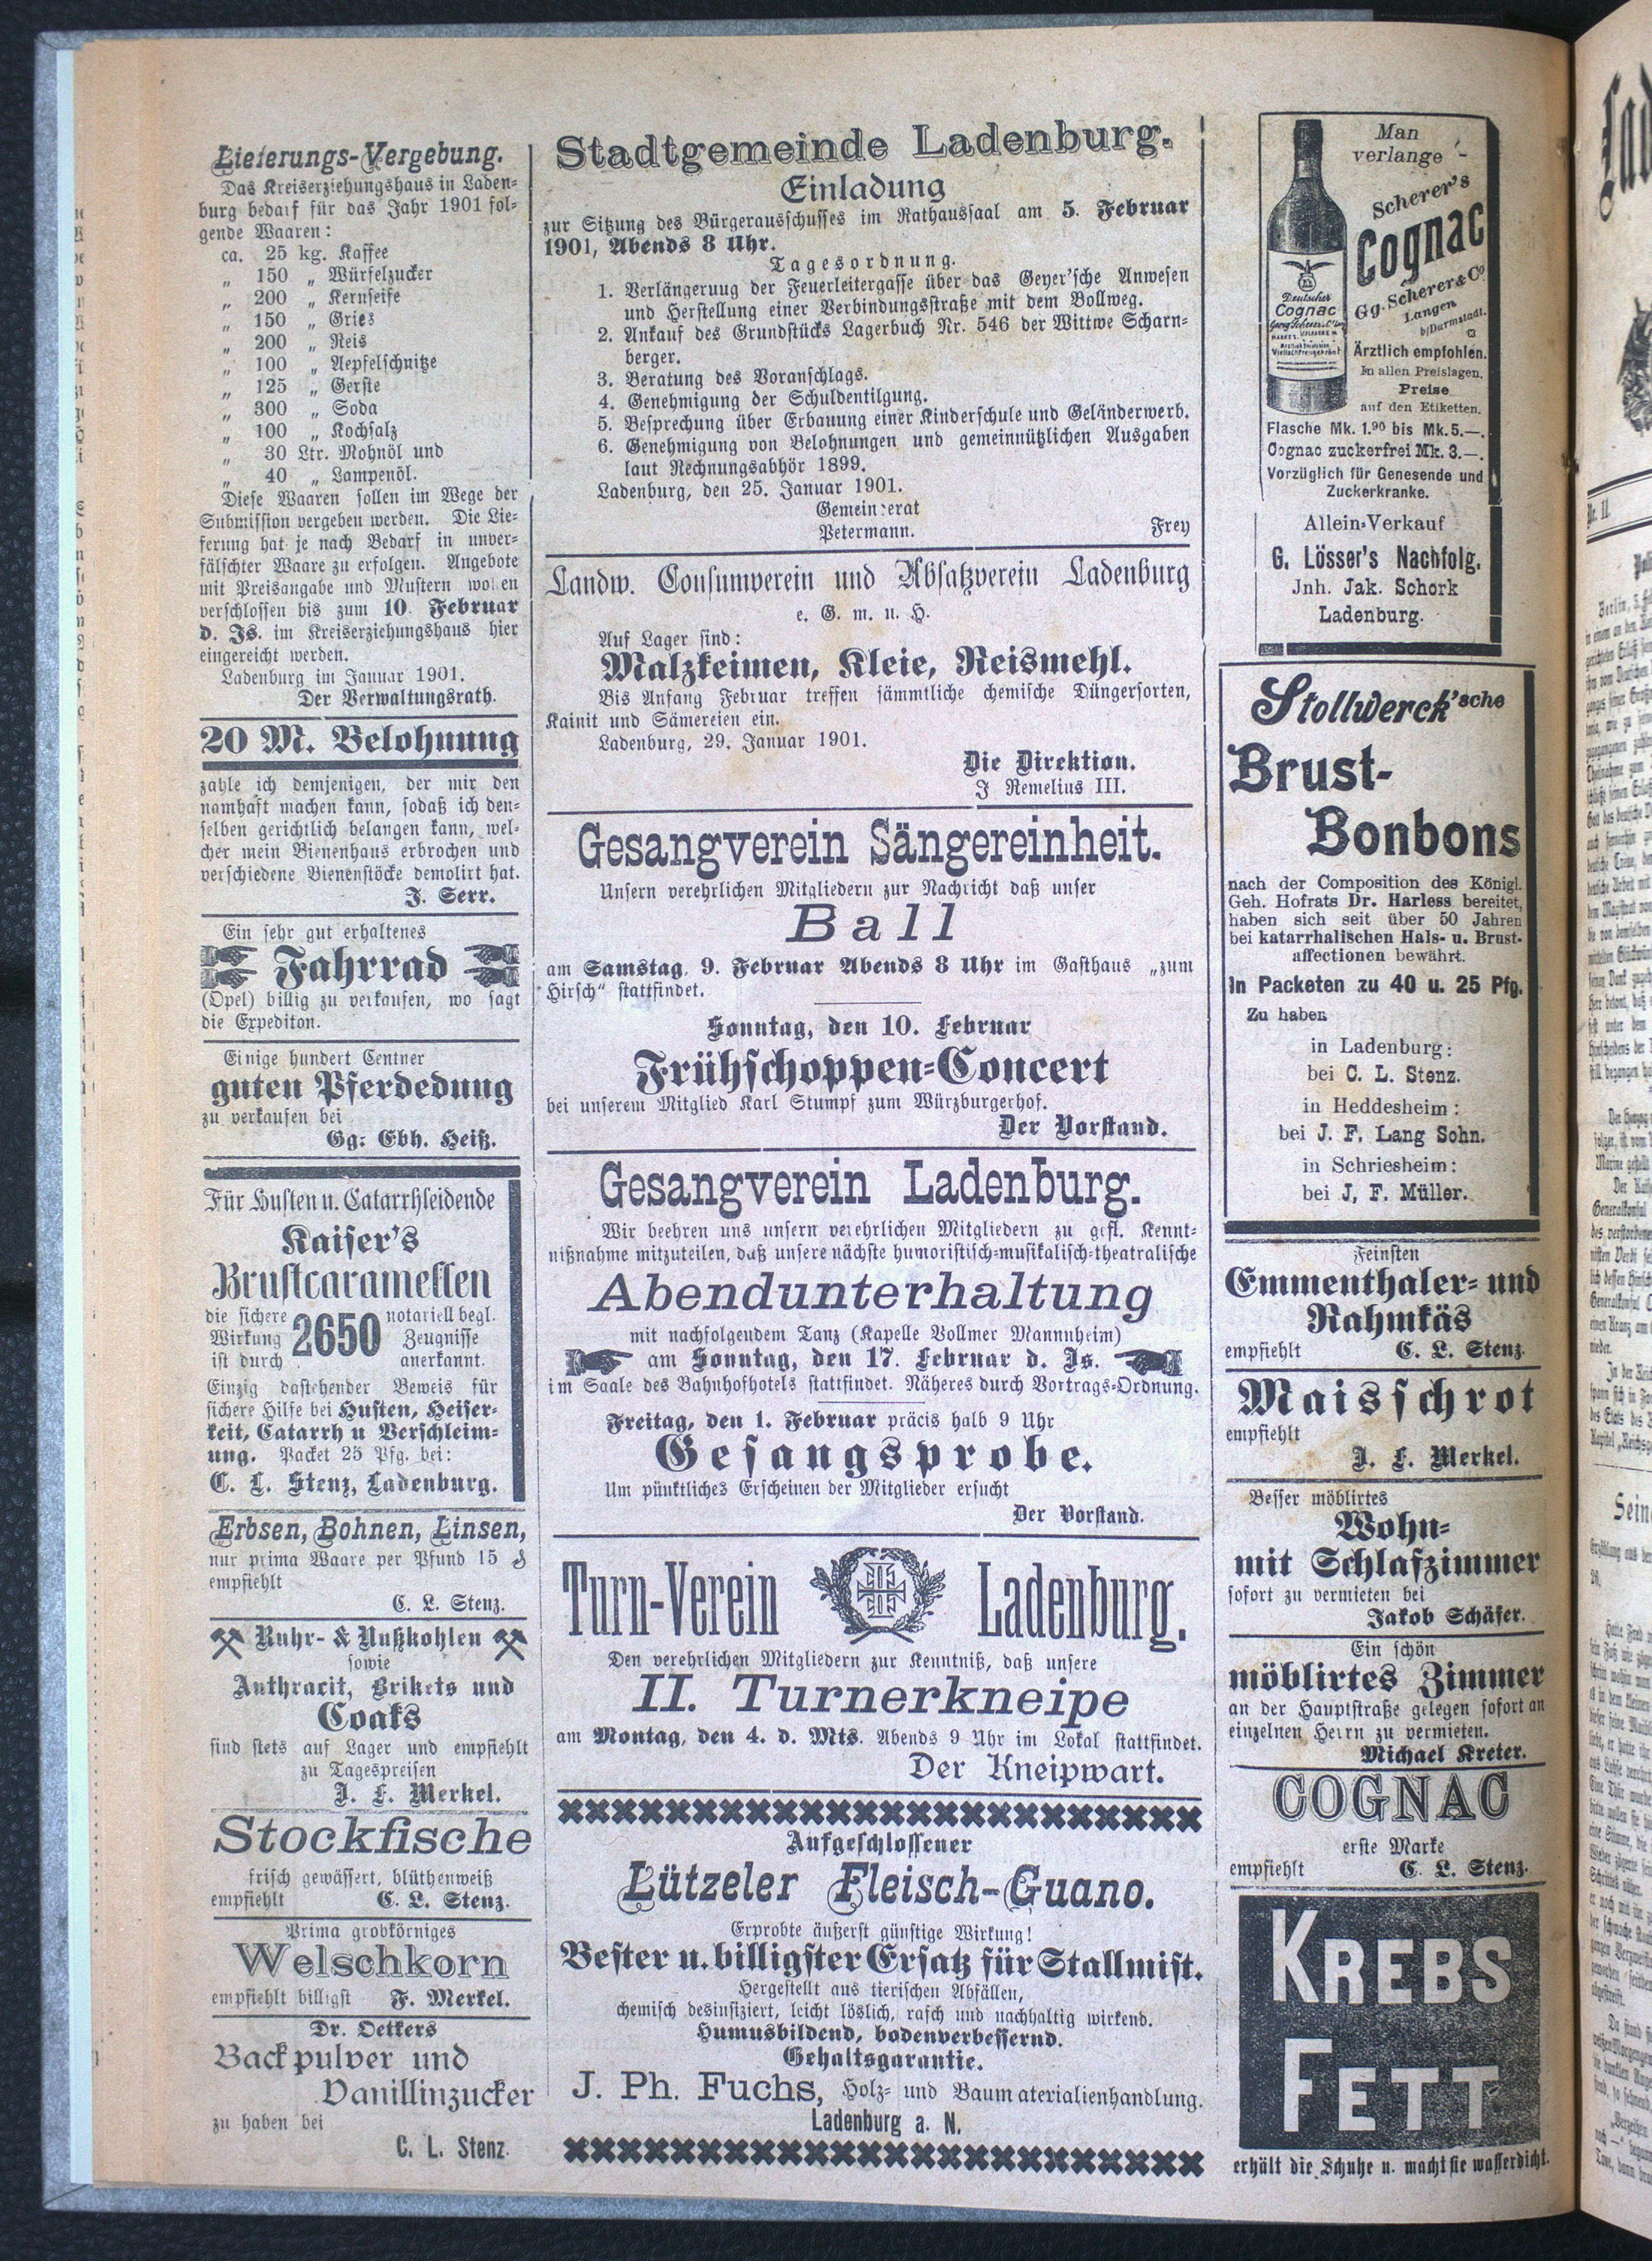 Lieferungs-Vergebung.
Das Kreiserziehungshaus in Laden-
burg bedarf für das Jahr 1901 fol-
gende Waaren:
ca. 25 kg. Kaffee
„ 150 „ Würfelzucker
„ 200 „ Kernseife
„ 150 „ Gries
„ 200 „ Reis
„ 100 „ Aepfelschnitze
„ 125 „ Gerste
„ 300 „ Soda
„ 100 „ Kochsalz
„ 30 Ltr. Mohnöl und
„ 40 „ Lampenöl.
Diese Waaren sollen im Wege der
Submission vergeben werden. Die Lie-
ferung hat je nach Bedarf in unver-
fälschter Waare zu erfolgen. Angebote
mit Preisangabe und Mustern wollen
verschlossen bis zum 10. Februar
d. Js. im Kreiserziehungshaus hier
eingereicht werden.
Ladenburg im Januar 1901.
Der Verwaltungsrath.
20 M. Belohnung
zahle ich demjenigen, der mir den
namhaft machen kann, sodaß ich den-
selben gerichtlich belangen kann, wel-
cher mein Bienenhaus erbrochen und
verschiedene Bienenstöcke demolirt hat.
J. Serr.
Ein sehr gut erhaltenes
Fahrrad
(Opel) billig zu verkaufen, wo sagt
die Expediton.
Einige hundert Centner
guten Pferdedung
zu verkaufen bei
Gg. Ebh. Heiß.
Für Husten u. Catarrhleidende
Kaiser's
Brustcaramellen
die sichere Wirkung ist durch 2650 notariell begl. Zeugnisse anerkannt.
Einzig dastehender Beweis für
sichere Hilfe bei Husten, Heiser-
keit, Catarrh u Verschleim-
ung. Packet 25 Pfg. bei:
C. L. Stenz, Ladenburg.
Erbsen, Bohnen, Linsen,
nur prima Waare per Pfund 15 ₰
empfiehlt
C. L. Stenz.
Ruhr- & Nußkohlen
sowie
Anthracit, Brikets und
Coaks
sind stets auf Lager und empfiehlt
zu Tagespreisen
J. F. Merkel.
Stockfische
frisch gewässert, blüthenweiß
empfiehlt C. L. Stenz.
Prima grobkörniges
Welschkorn
empfiehlt billigst F. Merkel.
Dr. Oetkers
Backpulver und
Vanillinzucker
zu haben bei
C. L. Stenz.
Stadtgemeinde Ladenburg.
Einladung
zur Sitzung des Bürgerausschusses im Rathaussaal am 5. Februar
1901, Abends 8 Uhr.
Tagesordnung.
1. Verlängeruug der Feuerleitergasse über das Geyer'sche Anwesen
und Herstellung einer Verbindungsstraße mit dem Bollweg.
2. Ankauf des Grundstücks Lagerbuch Nr. 546 der Wittwe Scharn-
berger.
3. Beratung des Voranschlags.
4. Genehmigung der Schuldentilgung.
5. Besprechung über Erbauung einer Kinderschule und Geländerwerb.
6. Genehmigung von Belohnungen und gemeinnützlichen Ausgaben
laut Rechnungsabhör 1899.
Ladenburg, den 25. Januar 1901.
Gemeinderat
Petermann. Frey
Landw. Consumverein und Absatzverein Ladenburg
e. G. m. u. H.
Auf Lager sind:
Malzkeimen, Kleie, Reismehl.
Bis Anfang Februar treffen sämmtliche chemische Düngersorten,
Kainit und Sämereien ein.
Ladenburg, 29. Januar 1901.
Die Direktion.
J Remelius III.
Gesangverein Sängereinheit.
Unsern verehrlichen Mitgliedern zur Nachricht daß unser
Ball
am Samstag, 9. Februar Abends 8 Uhr im Gasthaus „zum
Hirsch“ stattfindet.
Sonntag, den 10. Februar
Frühschoppen-Concert
bei unserem Mitglied Karl Stumpf zum Würzburgerhof.
Der Vorstand.
Gesangverein Ladenburg.
Wir beehren uns unsern verehrlichen Mitgliedern zu gefl. Kennt-
nißnahme mitzuteilen, daß unsere nächste humoristisch-musikalisch-theatralische
Abendunterhaltung
mit nachfolgendem Tanz (Kapelle Vollmer Mannuheim)
am Sonntag, den 17. Februar d. Js.
im Saale des Bahnhofhotels stattfindet. Näheres durch Vortrags-Ordnung.
Freitag, den 1. Februar präcis halb 9 Uhr
Gesangsprobe.
Um pünktliches Erscheinen der Mitglieder ersucht
Der Vorstand.
Turn-Verein Ladenburg.
Den verehrlichen Mitgliedern zur Kenntniß, daß unsere
II. Turnerkneipe
am Montag, den 4. d. Mts. Abends 9 Uhr im Lokal stattfindet.
Der Kneipwart.
Aufgeschlossener
Lützeler Fleisch-Guano.
Erprobte äußerst günstige Wirkung!
Bester u. billigster Ersatz für Stallmist.
Hergestellt aus tierischen Abfällen,
chemisch desinfiziert, leicht löslich, rasch und nachhaltig wirkend.
Humusbildend, bodenverbessernd.
Gehaltsgarantie.
J. Ph. Fuchs, Holz- und Baumaterialienhandlung.
Ladenburg a. N.
Man
verlange
Scherer's
Cognac
Gg. Scherer & Co.
Langen
b/Darmstadt.
Deutscher
Cognac
Ärztlich empfohlen.
In allen Preislagen.
Preise
auf den Etiketten.
Flasche Mk. 1.90 bis Mk. 5.—.
Cognac zuckerfrei Mk. 3.—.
Vorzüglich für Genesende und
Zuckerkranke.
Allein-Verkauf
G. Lösser's Nachfolg.
Jnh. Jak. Schork
Ladenburg.
Stollwerck'sche
Brust-
Bonbons
nach der Composition des Königl.
Geh. Hofrats Dr. Harless bereitet,
haben sich seit über 50 Jahren
bei katarrhalischen Hals- u. Brust-
affectionen bewährt.
In Packeten zu 40 u. 25 Pfg.
Zu haben
in Ladenburg:
bei C. L. Stenz.
in Heddesheim:
bei J. F. Lang Sohn.
in Schriesheim:
bei J, F. Müller.
Feinsten
Emmenthaler- und
Rahmkäs
empfiehlt C. L. Stenz.
Maisschrot
empfiehlt
J. F. Merkel.
Besser möblirtes
Wohn-
mit Schlafzimmer
sofort zu vermieten bei
Jakob Schäfer.
Ein schön
möblirtes Zimmer
an der Hauptstraße gelegen sofort an
einzelnen Herrn zu vermieten.
Michael Kreter.
COGNAC
erste Marke
empfiehlt C. L. Stenz.
KREBS
FETT
erhält die Schuhe u. macht sie wasserdicht.